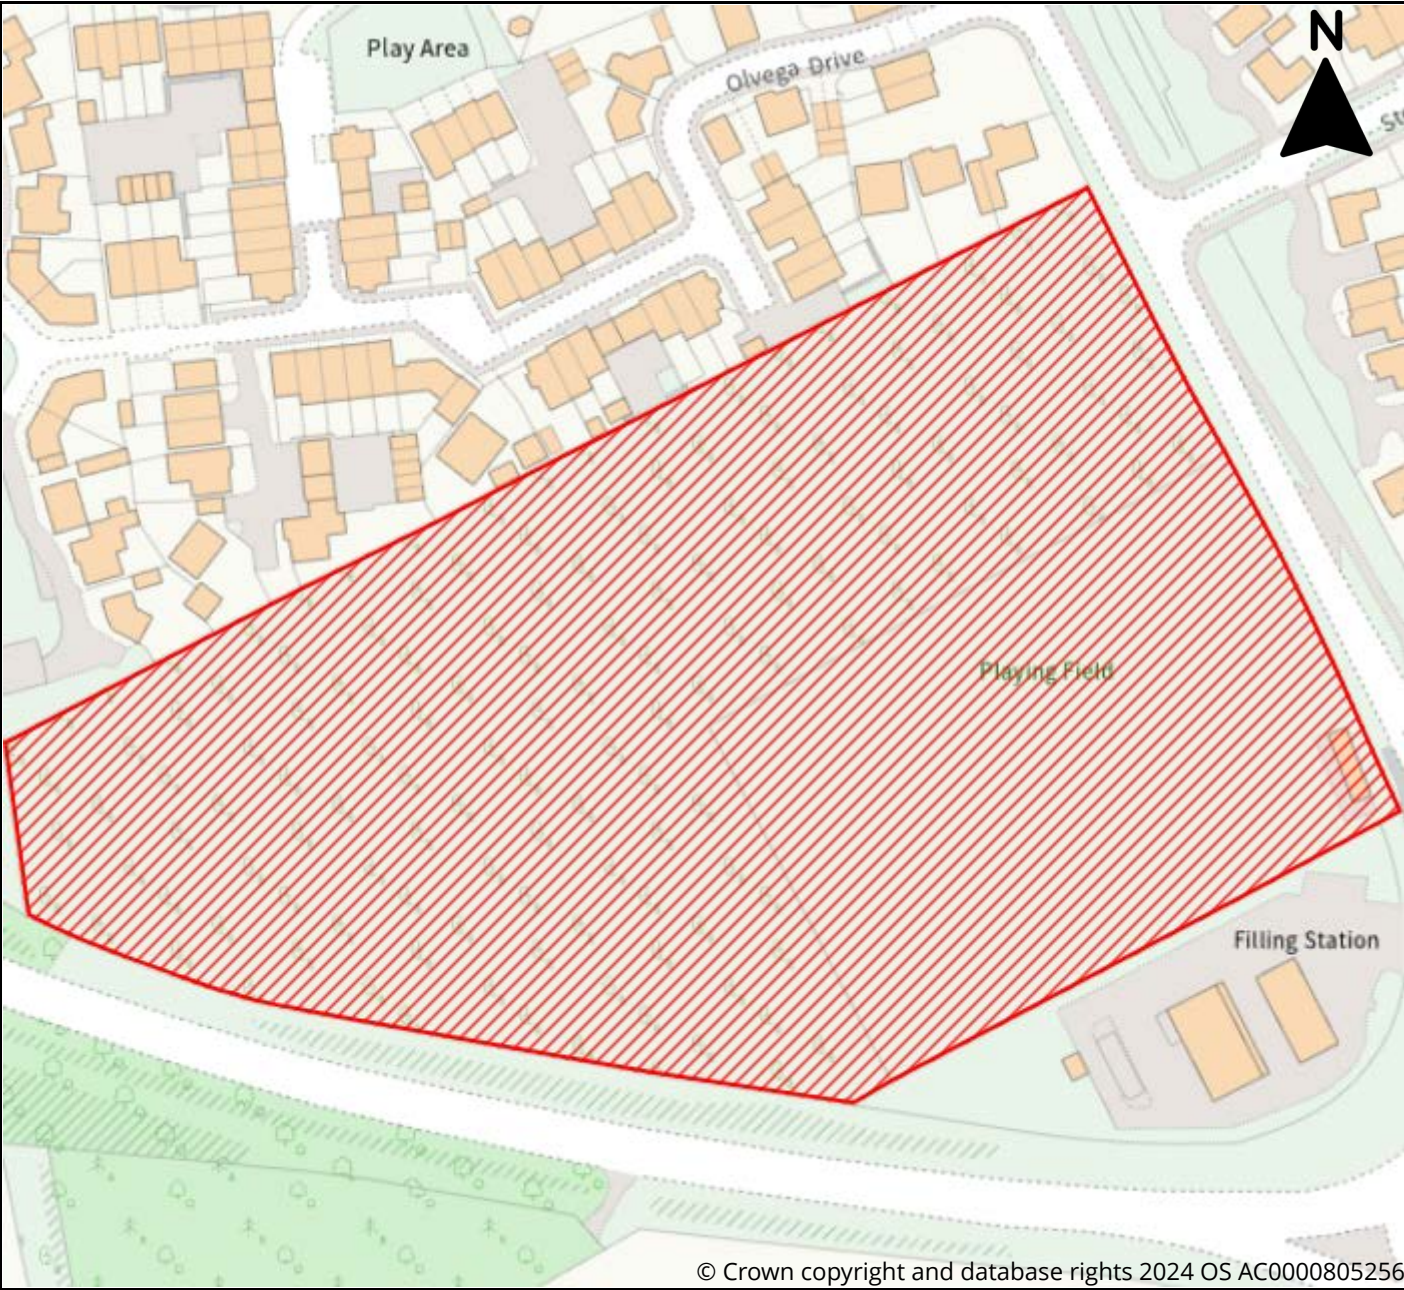 N
Play Area
Olvega Drive
Playing Field
Filling Station
© Crown copyright and database rights 2024 OS AC0000805256